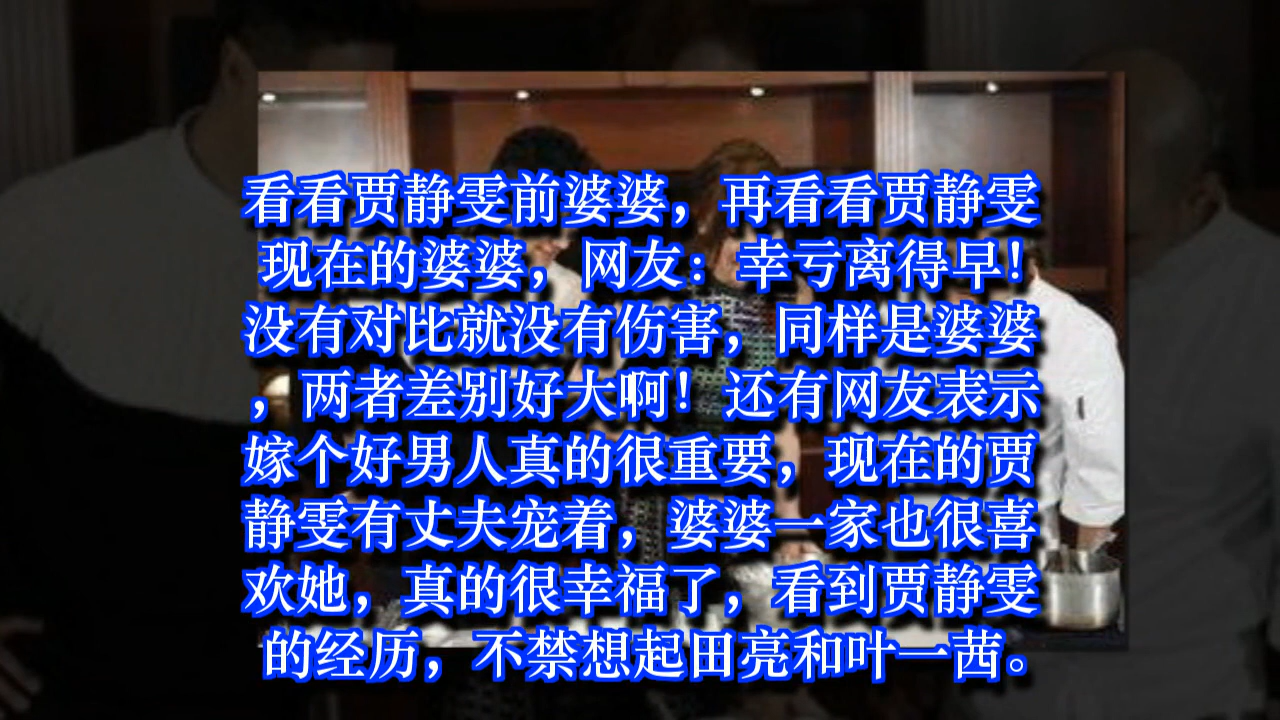 看看贾静雯前婆婆，再看看贾静雯
现在的婆婆，网友：幸亏离得早！
没有对比就没有伤害，同样是婆婆
，两者差别好大啊！还有网友表示
嫁个好男人真的很重要，现在的贾
静雯有丈夫宠着，婆婆一家也很喜
欢她，真的很幸福了，看到贾静雯
的经历，不禁想起田亮和叶一茜。